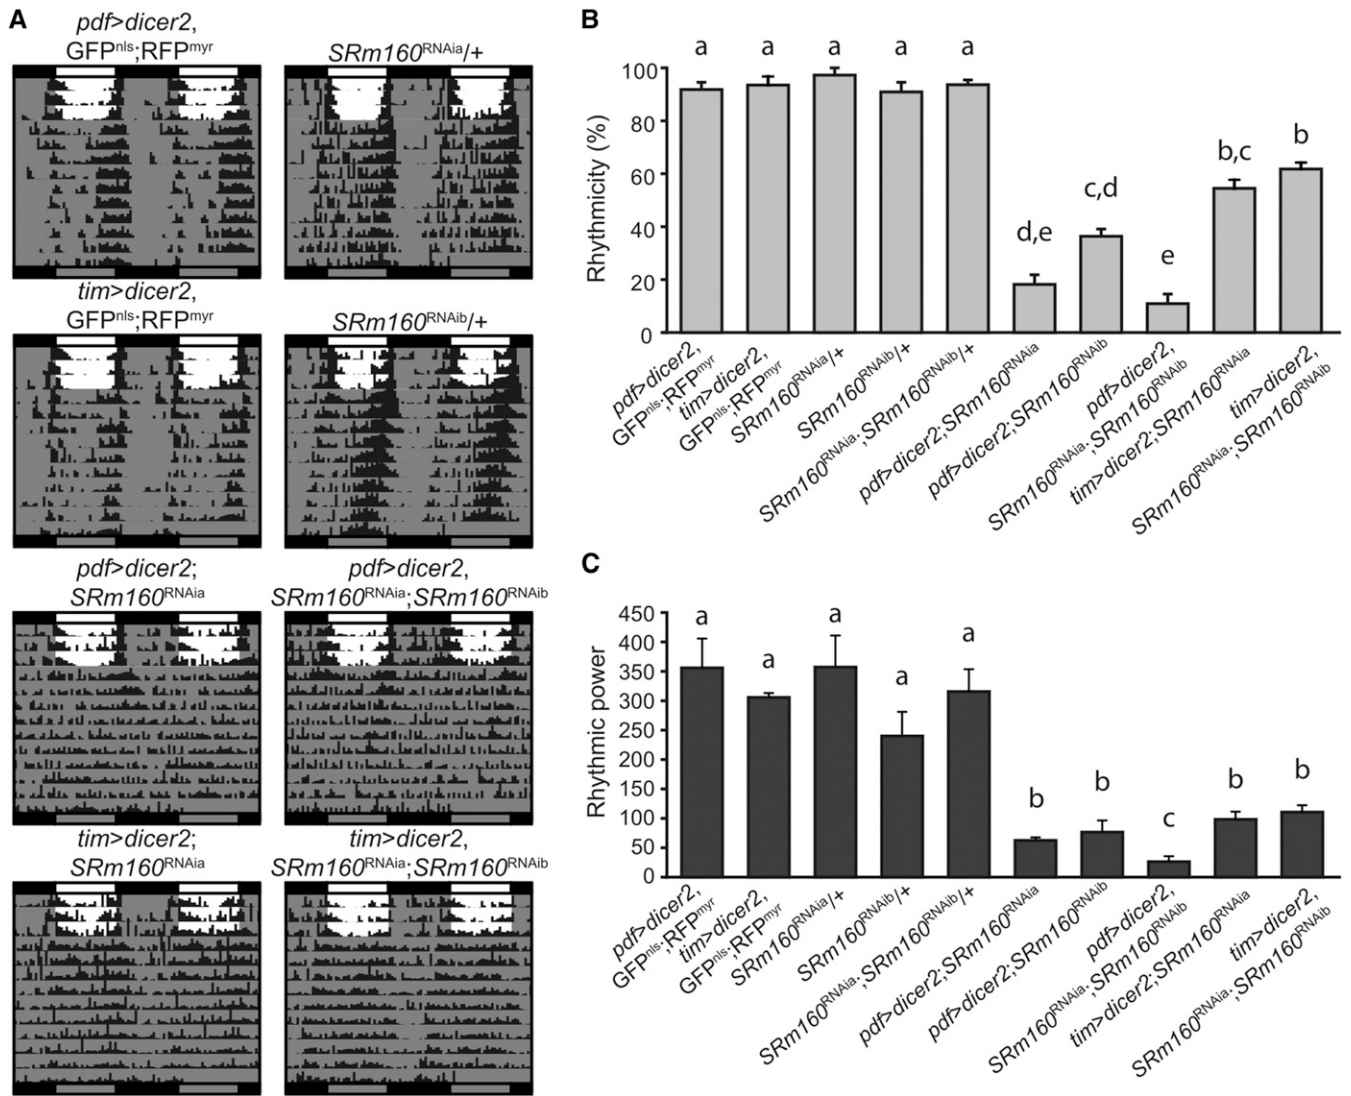 A
pdf>dicer2,
GFPnls;RFPmyr
SRm160RNAia/+
tim>dicer2,
GFPnls;RFPmyr
SRm160RNAib/+
pdf>dicer2;
SRm160RNAia
pdf>dicer2,
SRm160RNAia;SRm160RNAib
tim>dicer2;
SRm160RNAia
tim>dicer2,
SRm160RNAia;SRm160RNAib
B
Rhythmicity (%)
100
80
60
40
20
0
a
a
a
a
a
d,e
c,d
e
b,c
b
pdf>dicer2,
GFPnls;RFPmyr
tim>dicer2,
GFPnls;RFPmyr
SRm160RNAia/+
SRm160RNAib/+
SRm160RNAia;SRm160RNAib/+
pdf>dicer2;SRm160RNAia
pdf>dicer2;SRm160RNAib
pdf>dicer2,
SRm160RNAia;SRm160RNAib
tim>dicer2;SRm160RNAia
tim>dicer2,
SRm160RNAia;SRm160RNAib
C
Rhythmic power
450
400
350
300
250
200
150
100
50
0
a
a
a
a
a
b
b
c
b
b
pdf>dicer2,
GFPnls;RFPmyr
tim>dicer2,
GFPnls;RFPmyr
SRm160RNAia/+
SRm160RNAib/+
SRm160RNAia;SRm160RNAib/+
pdf>dicer2;SRm160RNAia
pdf>dicer2;SRm160RNAib
pdf>dicer2,
SRm160RNAia;SRm160RNAib
tim>dicer2;SRm160RNAia
tim>dicer2,
SRm160RNAia;SRm160RNAib